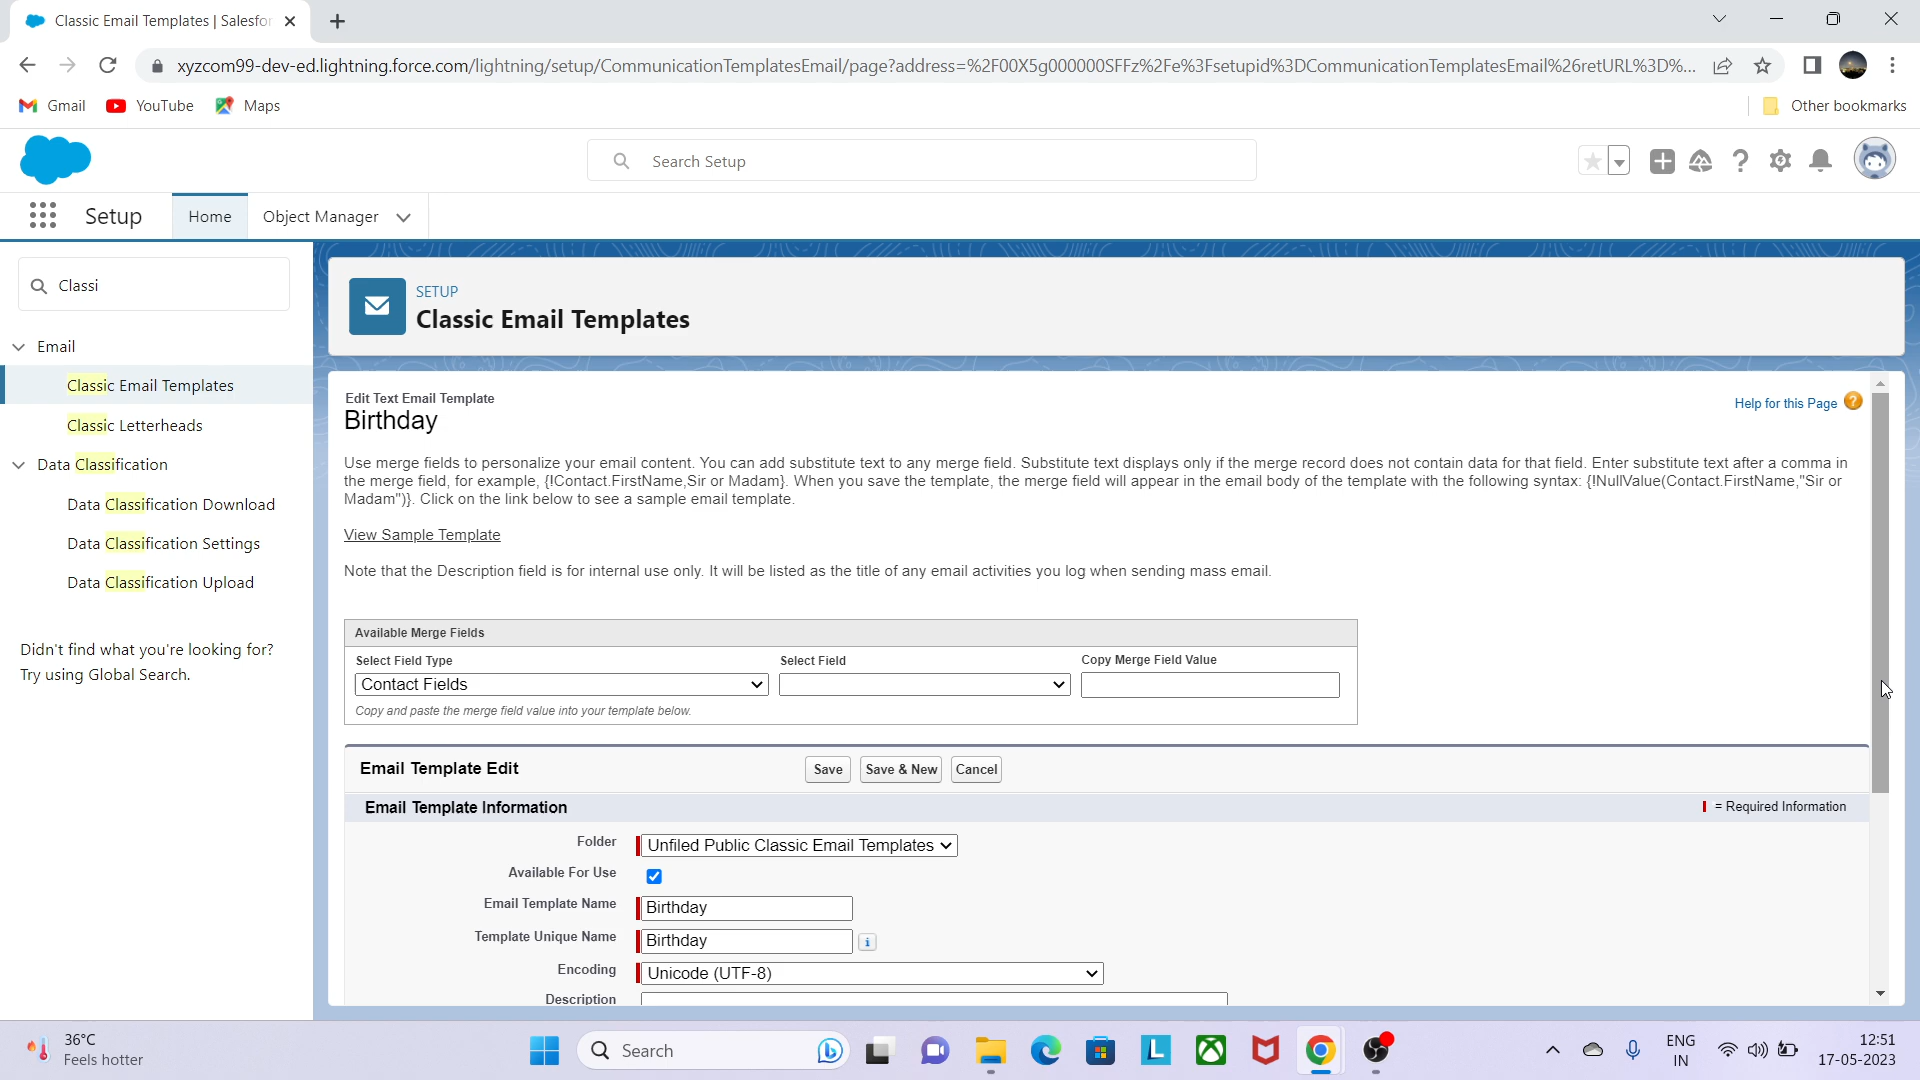 Classic Email Templates | Salesfor
xyzcom99-dev-ed.lightning.force.com/lightning/setup/CommunicationTemplatesEmail/page?address=%2F00X5g000000SFFz%2Fe%3Fsetupid%3DCommunicationTemplatesEmail%26retURL%3D%...
Gmail YouTube Maps Other bookmarks
Search Setup
Setup Home Object Manager
Classi
Email
Classic Email Templates
Classic Letterheads
Data Classification
Data Classification Download
Data Classification Settings
Data Classification Upload
Didn't find what you're looking for?
Try using Global Search.
SETUP
Classic Email Templates
Edit Text Email Template
Birthday
Help for this Page
Use merge fields to personalize your email content. You can add substitute text to any merge field. Substitute text displays only if the merge record does not contain data for that field. Enter substitute text after a comma in
the merge field, for example, {!Contact.FirstName,Sir or Madam}. When you save the template, the merge field will appear in the email body of the template with the following syntax: {!NullValue(Contact.FirstName,"Sir or
Madam")}. Click on the link below to see a sample email template.
View Sample Template
Note that the Description field is for internal use only. It will be listed as the title of any email activities you log when sending mass email.
Available Merge Fields
Select Field Type Select Field Copy Merge Field Value
Contact Fields
Copy and paste the merge field value into your template below.
Email Template Edit Save Save & New Cancel
Email Template Information = Required Information
Folder Unfiled Public Classic Email Templates
Available For Use
Email Template Name Birthday
Template Unique Name Birthday i
Encoding Unicode (UTF-8)
Description
36°C
Feels hotter
Search
ENG
IN
12:51
17-05-2023